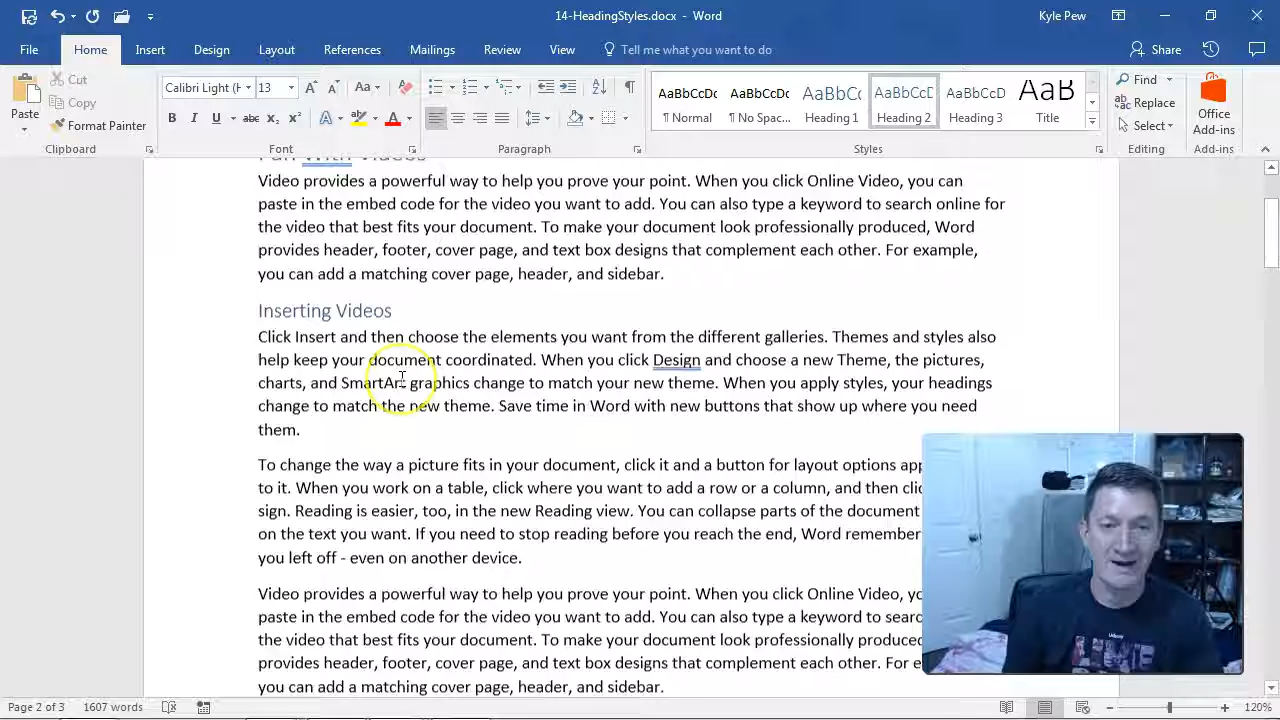 14-HeadingStyles.docx - Word
Kyle Pew
File Home Insert Design Layout References Mailings Review View Tell me what you want to do Share
Paste
Cut
Copy
Format Painter
Clipboard
Calibri Light (H 13
Font
Paragraph
AaBbCcDc AaBbCcDc AaBbCc AaBbCcD AaBbCcD AaB
¶ Normal ¶ No Spac... Heading 1 Heading 2 Heading 3 Title
Styles
Find
Replace
Select
Editing
Office
Add-ins
Add-ins
Fun With Videos
Video provides a powerful way to help you prove your point. When you click Online Video, you can
paste in the embed code for the video you want to add. You can also type a keyword to search online for
the video that best fits your document. To make your document look professionally produced, Word
provides header, footer, cover page, and text box designs that complement each other. For example,
you can add a matching cover page, header, and sidebar.
Inserting Videos
Click Insert and then choose the elements you want from the different galleries. Themes and styles also
help keep your document coordinated. When you click Design and choose a new Theme, the pictures,
charts, and SmartArt graphics change to match your new theme. When you apply styles, your headings
change to match the new theme. Save time in Word with new buttons that show up where you need
them.
To change the way a picture fits in your document, click it and a button for layout options app
to it. When you work on a table, click where you want to add a row or a column, and then clic
sign. Reading is easier, too, in the new Reading view. You can collapse parts of the document
on the text you want. If you need to stop reading before you reach the end, Word remember
you left off - even on another device.
Video provides a powerful way to help you prove your point. When you click Online Video, yo
paste in the embed code for the video you want to add. You can also type a keyword to searc
the video that best fits your document. To make your document look professionally produced
provides header, footer, cover page, and text box designs that complement each other. For e
you can add a matching cover page, header, and sidebar.
Udemy
Page 2 of 3 1607 words 120%